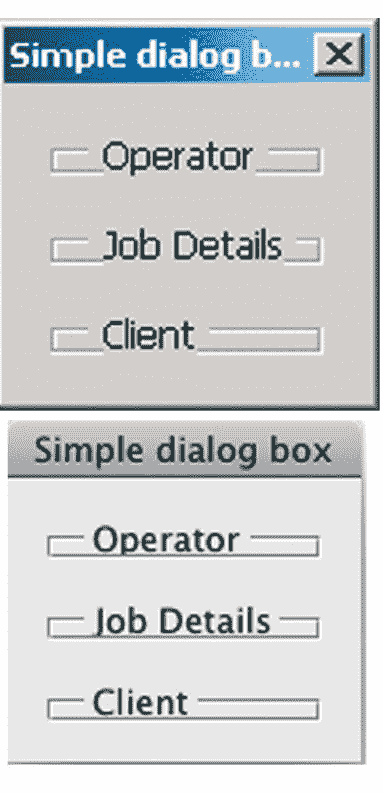 Simple dialog b...
Operator
Job Details
Client
Simple dialog box
Operator
Job Details
Client